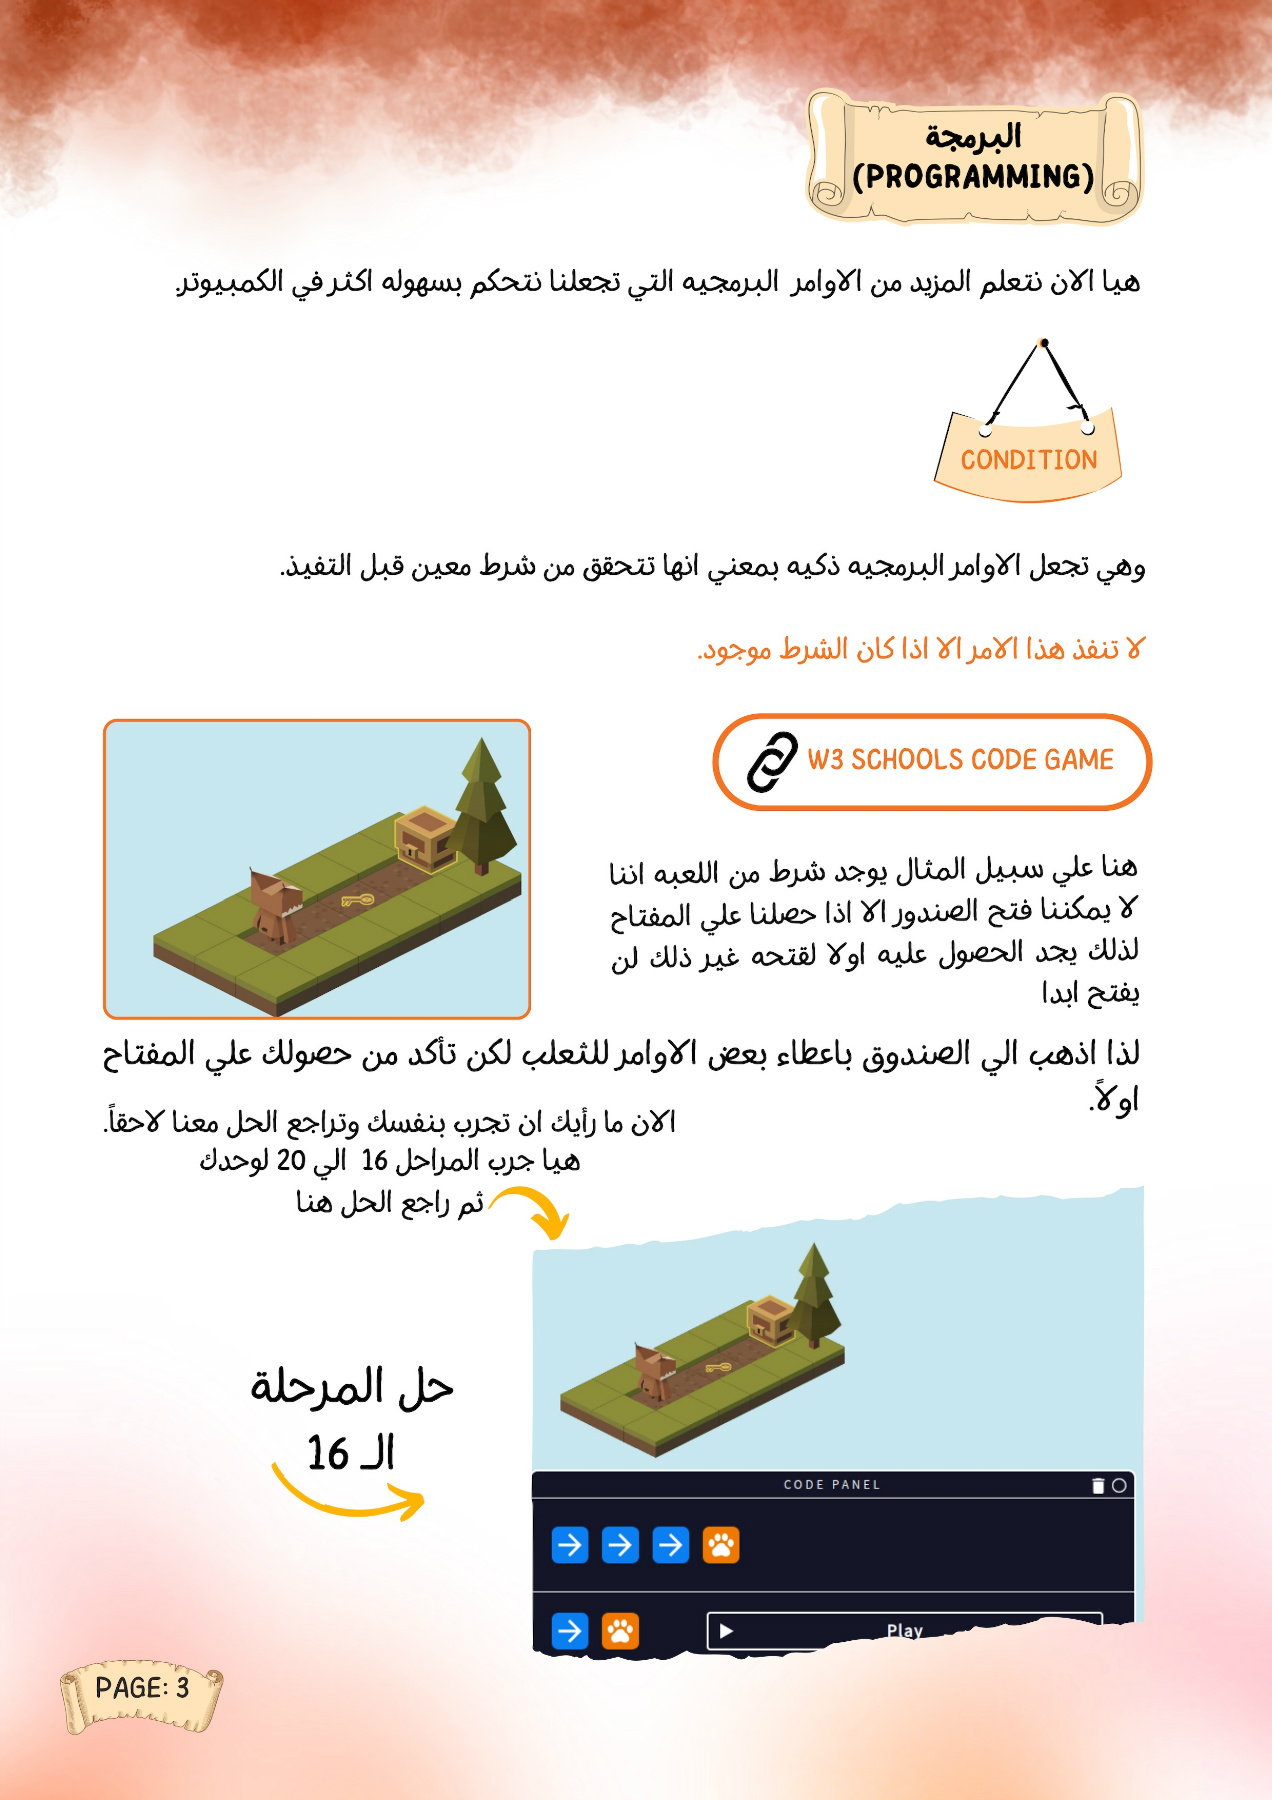 البرمجة
(PROGRAMMING)
هيا الان نتعلم المزيد من الاوامر البرمجيه التي تجعلنا نتحكم بسهوله اكثر في الكمبيوتر.
CONDITION
وهي تجعل الاوامر البرمجيه ذكيه بمعني انها تتحقق من شرط معين قبل التفيذ.
لا تنفذ هذا الامر الا اذا كان الشرط موجود.
W3 SCHOOLS CODE GAME
هنا علي سبيل المثال يوجد شرط من اللعبه اننا
لا يمكننا فتح الصندور الا اذا حصلنا علي المفتاح
لذلك يجد الحصول عليه اولا لقتحه غير ذلك لن
يفتح ابدا
لذا اذهب الي الصندوق باعطاء بعض الاوامر للثعلب لكن تأكد من حصولك علي المفتاح
اولاً.
الان ما رأيك ان تجرب بنفسك وتراجع الحل معنا لاحقاً.
هيا جرب المراحل 16 الي 20 لوحدك
ثم راجع الحل هنا
حل المرحلة
الـ 16
CODE PANEL
Play
PAGE: 3